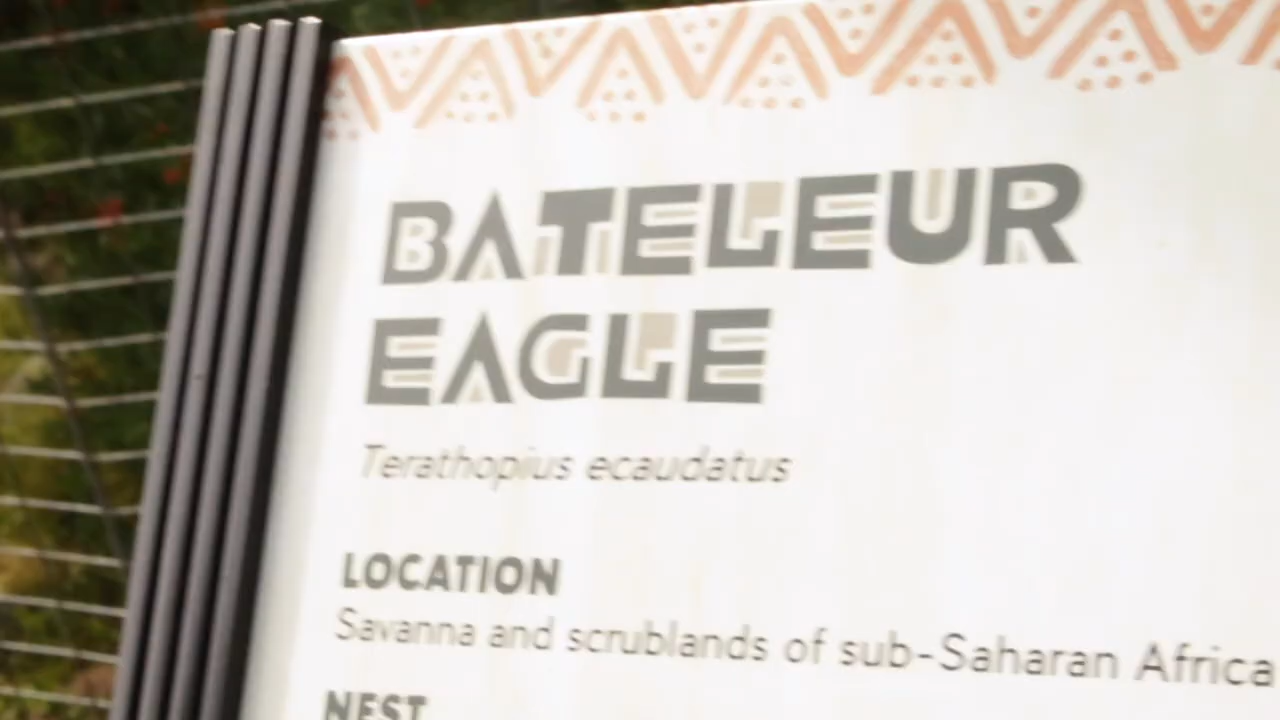 BATELEUR
EAGLE
Terathopius ecaudatus
LOCATION
Savanna and scrublands of sub-Saharan Africa
NEST